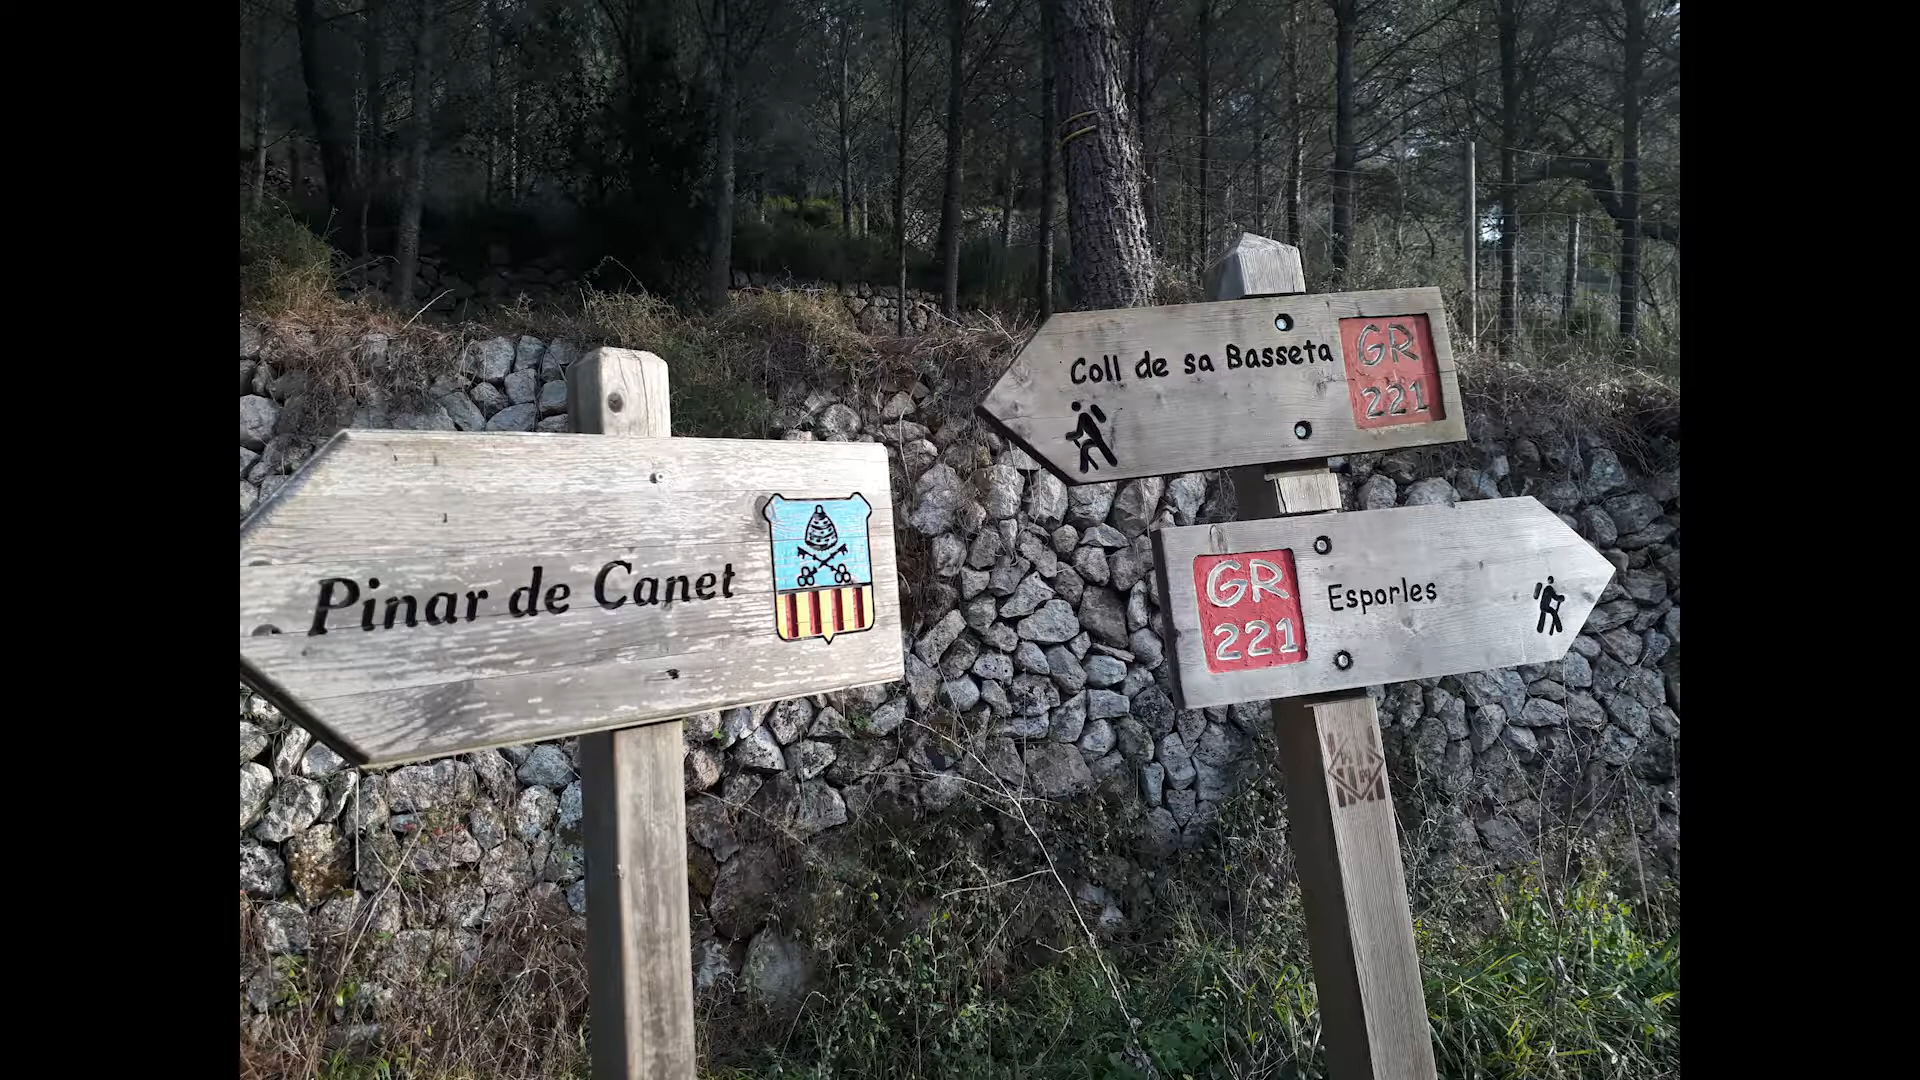 Pinar de Canet
Coll de sa Basseta
GR
221
GR
221
Esporles